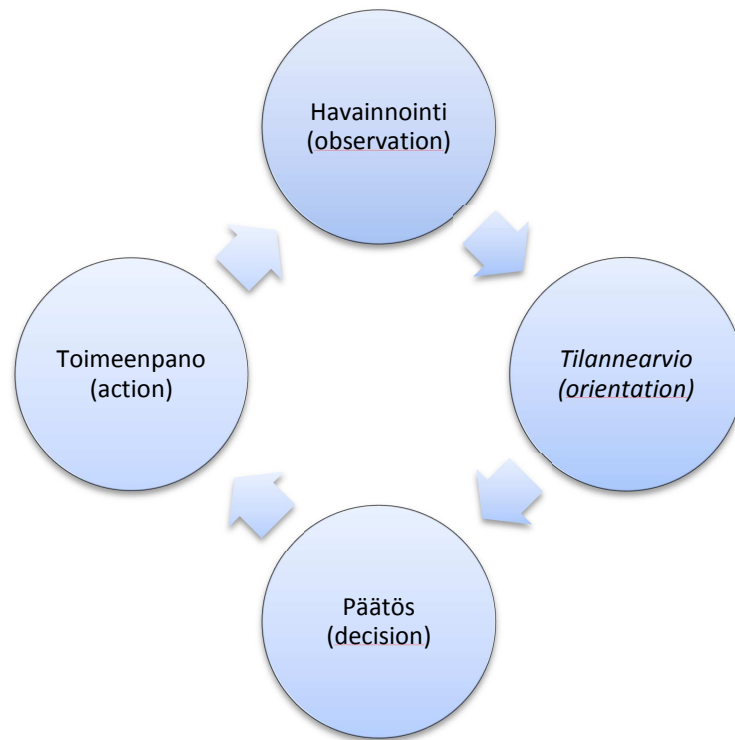 Havainnointi
(observation)
Tilannearvio
(orientation)
Päätös
(decision)
Toimeenpano
(action)